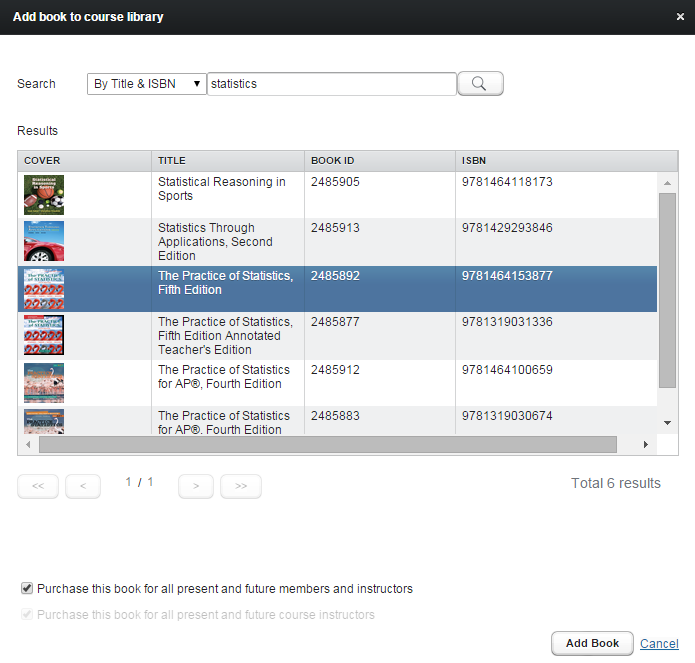 Add book to course library ×
Search By Title & ISBN ▼ statistics
Results
COVER TITLE BOOK ID ISBN
Statistical Reasoning in 2485905 9781464118173
Sports
Statistics Through 2485913 9781429293846
Applications, Second
Edition
The Practice of Statistics, 2485892 9781464153877
Fifth Edition
The Practice of Statistics, 2485877 9781319031336
Fifth Edition Annotated
Teacher's Edition
The Practice of Statistics 2485912 9781464100659
for AP®, Fourth Edition
The Practice of Statistics 2485883 9781319030674
for AP®, Fourth Edition
<< < 1 / 1 > >> Total 6 results
Purchase this book for all present and future members and instructors
Purchase this book for all present and future course instructors
Add Book Cancel